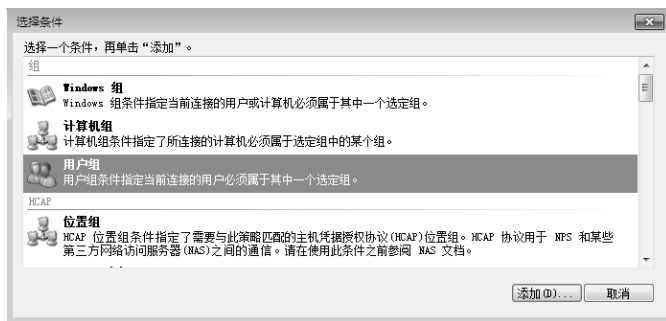 选择条件
选择一个条件，再单击“添加”。
组
Windows 组
Windows 组条件指定当前连接的用户或计算机必须属于其中一个选定组。
计算机组
计算机组条件指定了所连接的计算机必须属于选定组中的某个组。
用户组
用户组条件指定当前连接的用户必须属于其中一个选定组。
HCAP
位置组
HCAP 位置组条件指定了需要与此策略匹配的主机凭据授权协议(HCAP)位置组。HCAP 协议用于 NPS 和某些
第三方网络访问服务器(NAS)之间的通信。请在使用此条件之前参阅 NAS 文档。
添加(D)... 取消